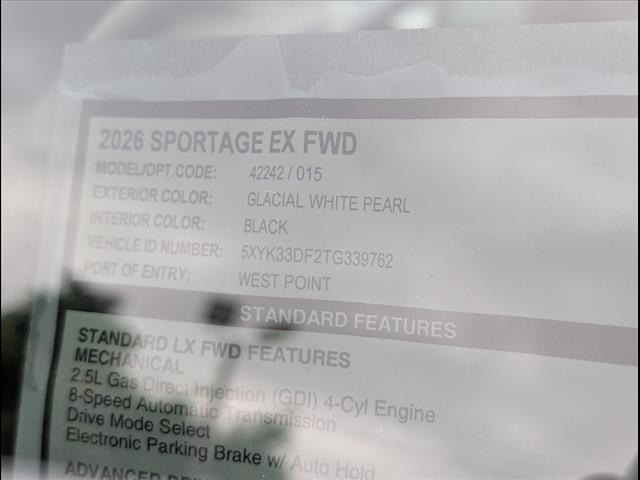 2026 SPORTAGE EX FWD
MODEL/OPT.CODE: 42242 / 015
EXTERIOR COLOR: GLACIAL WHITE PEARL
INTERIOR COLOR: BLACK
VEHICLE ID NUMBER: 5XYK33DF2TG339762
PORT OF ENTRY: WEST POINT
STANDARD FEATURES
STANDARD LX FWD FEATURES
MECHANICAL
2.5L Gas Direct Injection (GDI) 4-Cyl Engine
8-Speed Automatic Transmission
Drive Mode Select
Electronic Parking Brake w/ Auto Hold
ADVANCED